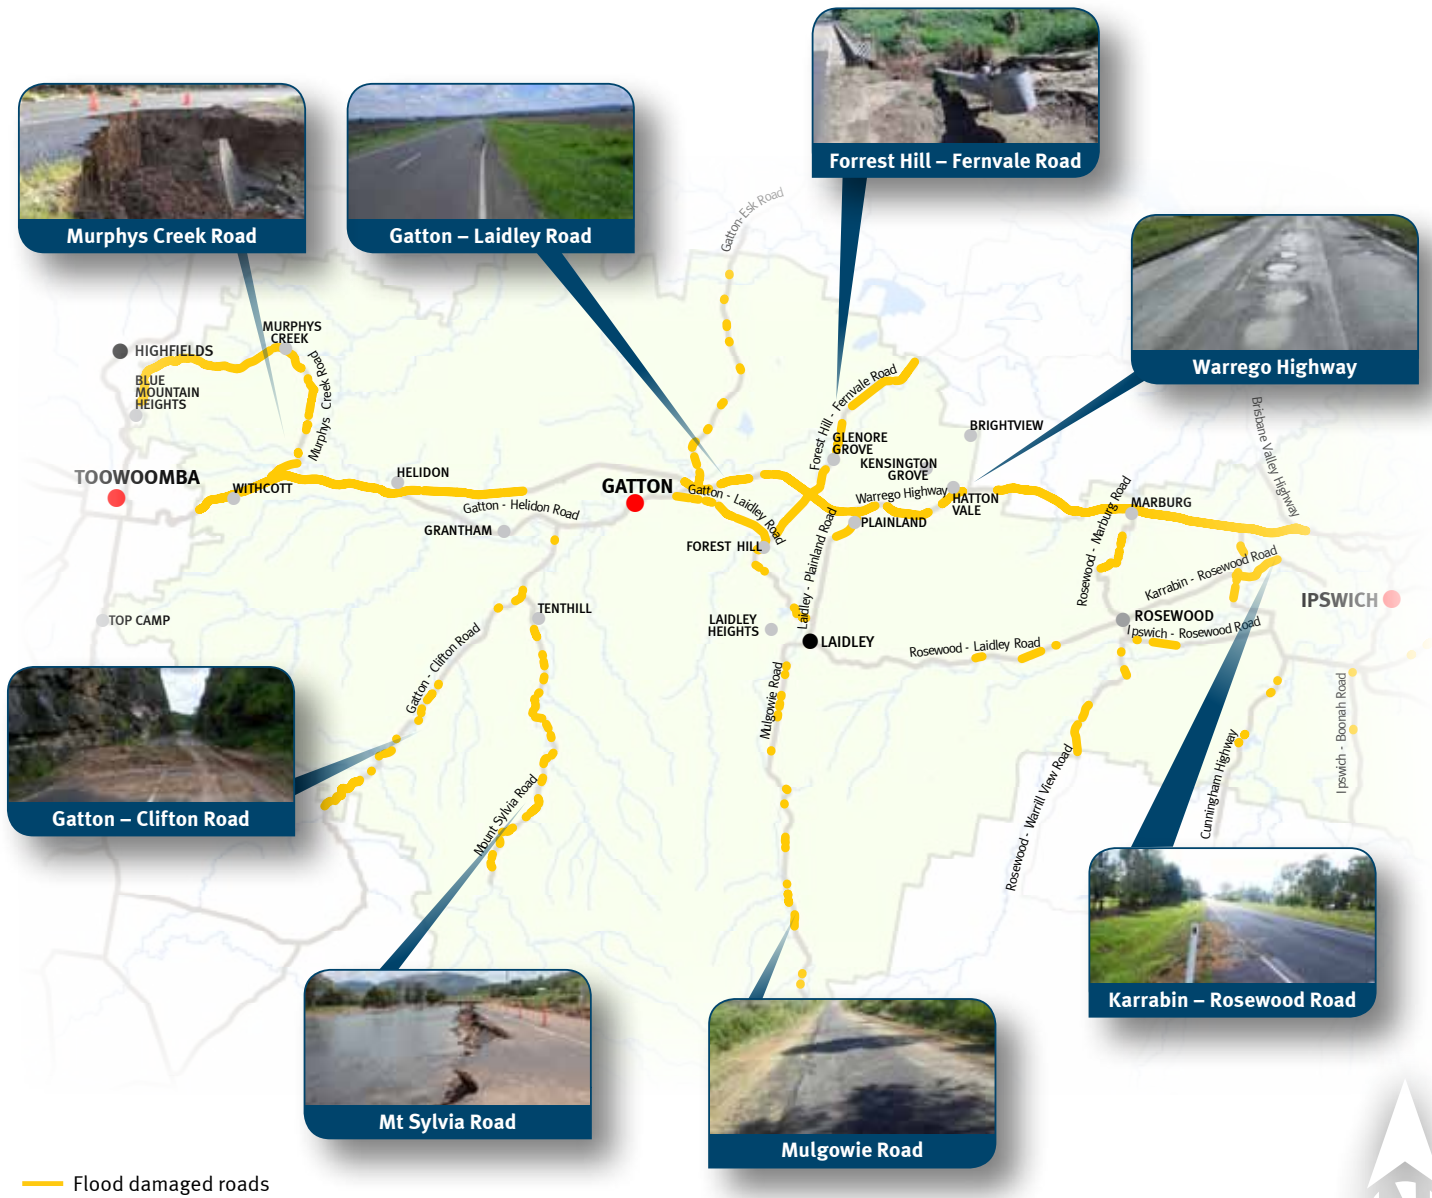 Forrest Hill – Fernvale Road
Murphys Creek Road
Gatton – Laidley Road
Warrego Highway
Gatton-Esk Road
MURPHYS
CREEK
HIGHFIELDS
BLUE
MOUNTAIN
HEIGHTS
Murphys Creek Road
Forest Hill - Fernvale Road
Brisbane Valley Highway
BRIGHTVIEW
GLENORE
GROVE
KENSINGTON
GROVE
TOOWOOMBA
WITHCOTT
HELIDON
GATTON
Gatton - Helidon Road
GRANTHAM
Gatton - Laidley Road
Warrego Highway
HATTON
VALE
PLAINLAND
MARBURG
Rosewood - Marburg Road
FOREST HILL
Laidley - Plainland Road
Karrabin - Rosewood Road
IPSWICH
TOP CAMP
TENTHILL
LAIDLEY
HEIGHTS
LAIDLEY
ROSEWOOD
Ipswich - Rosewood Road
Rosewood - Laidley Road
Gatton - Clifton Road
Mulgowie Road
Ipswich - Boonah Road
Cunningham Highway
Rosewood - Warrill View Road
Mount Sylvia Road
Gatton – Clifton Road
Karrabin – Rosewood Road
Mt Sylvia Road
Mulgowie Road
Flood damaged roads